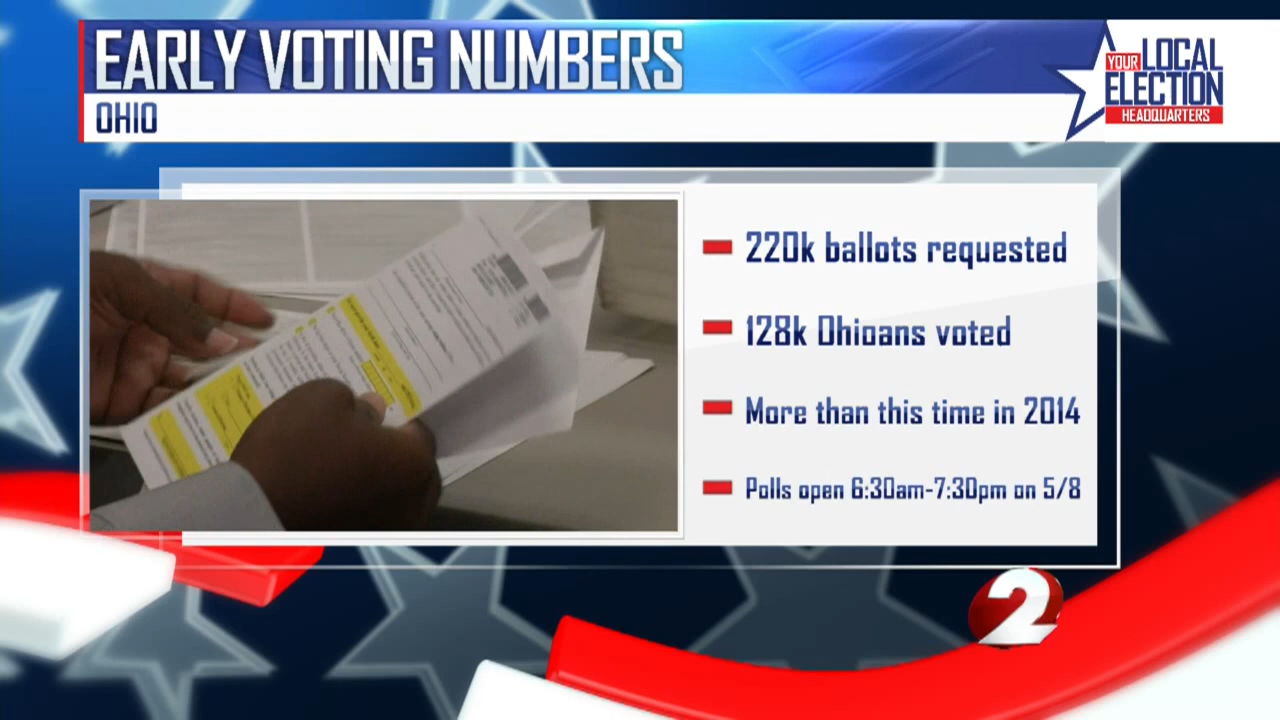 EARLY VOTING NUMBERS
OHIO
YOUR LOCAL
ELECTION
HEADQUARTERS
220k ballots requested
128k Ohioans voted
More than this time in 2014
Polls open 6:30am-7:30pm on 5/8
2